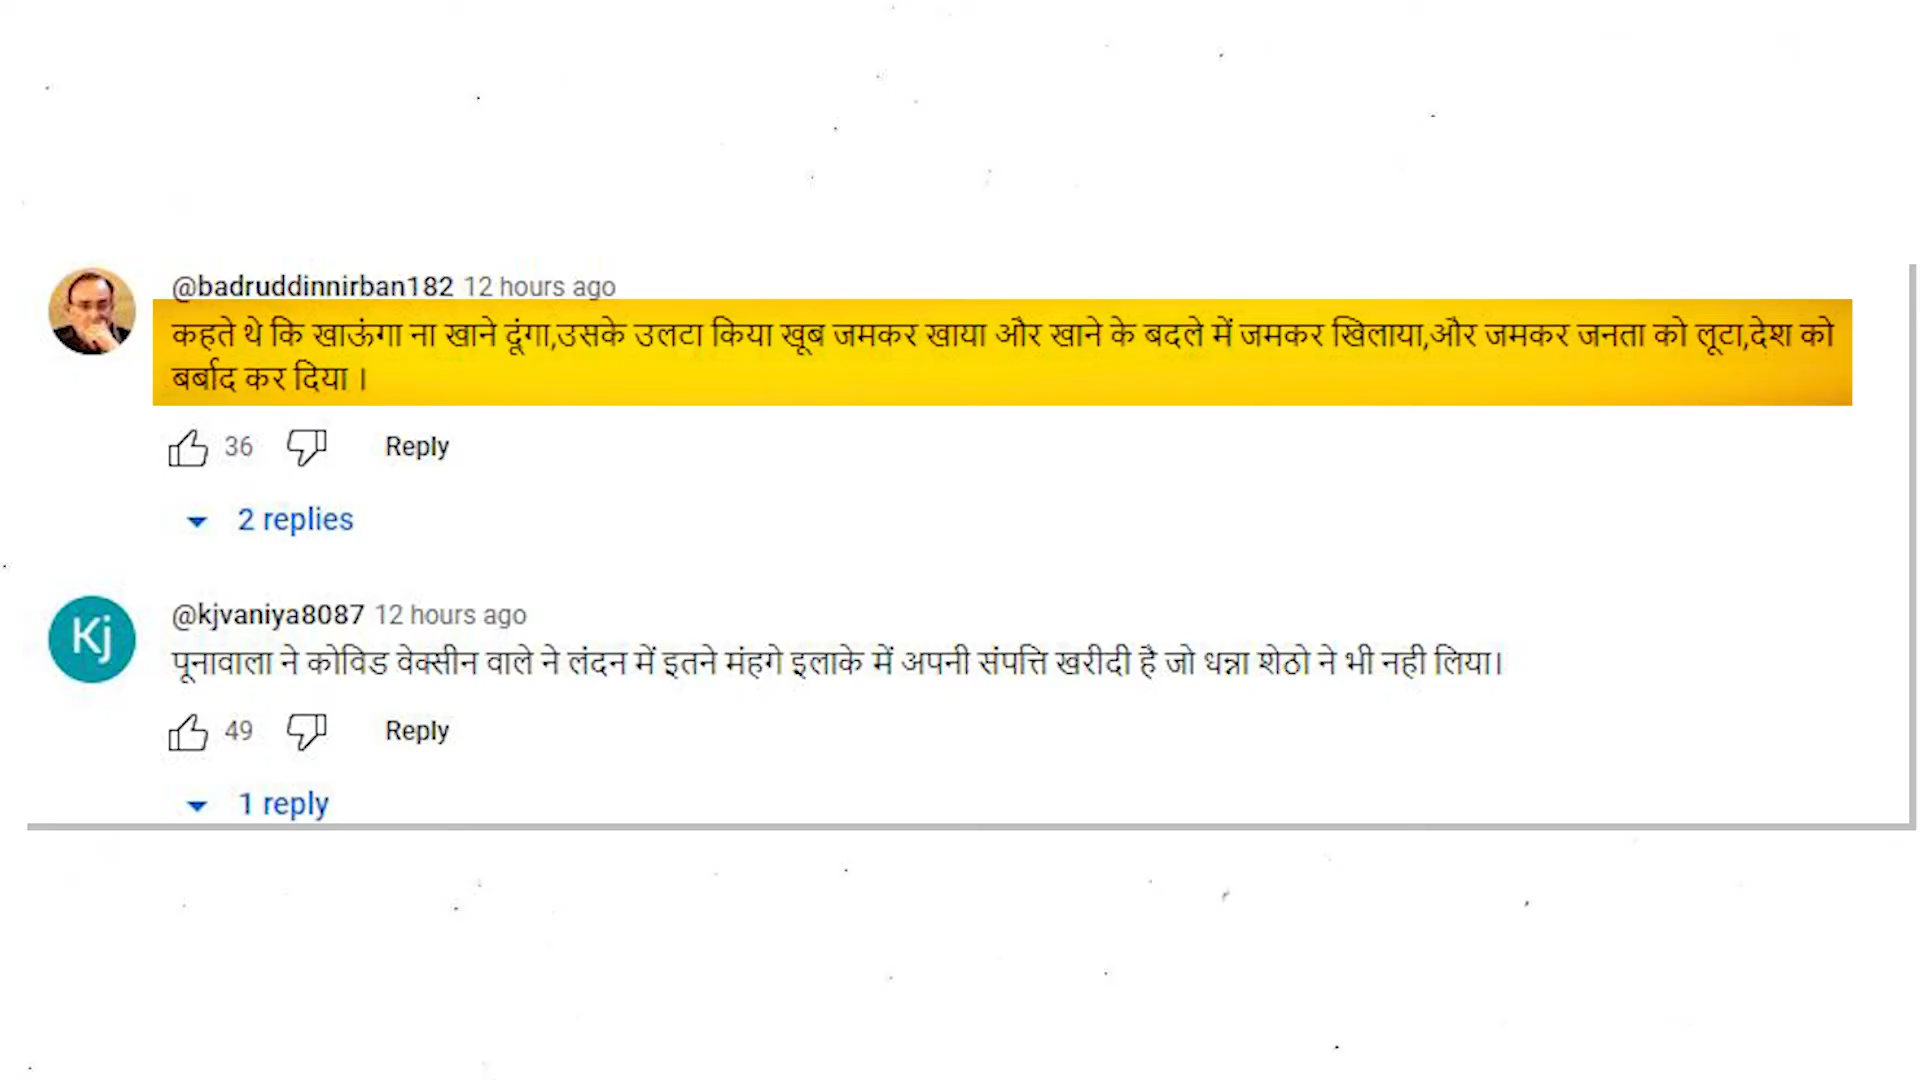 @badruddinnirban182 12 hours ago
कहते थे कि खाऊंगा ना खाने दूंगा,उसके उलटा किया खूब जमकर खाया और खाने के बदले में जमकर खिलाया,और जमकर जनता को लूटा,देश को
बर्बाद कर दिया ।
36 Reply
2 replies
Kj
@kjvaniya8087 12 hours ago
पूनावाला ने कोविड वेक्सीन वाले ने लंदन में इतने मंहगे इलाके में अपनी संपत्ति खरीदी है जो धन्ना शेठो ने भी नही लिया।
49 Reply
1 reply